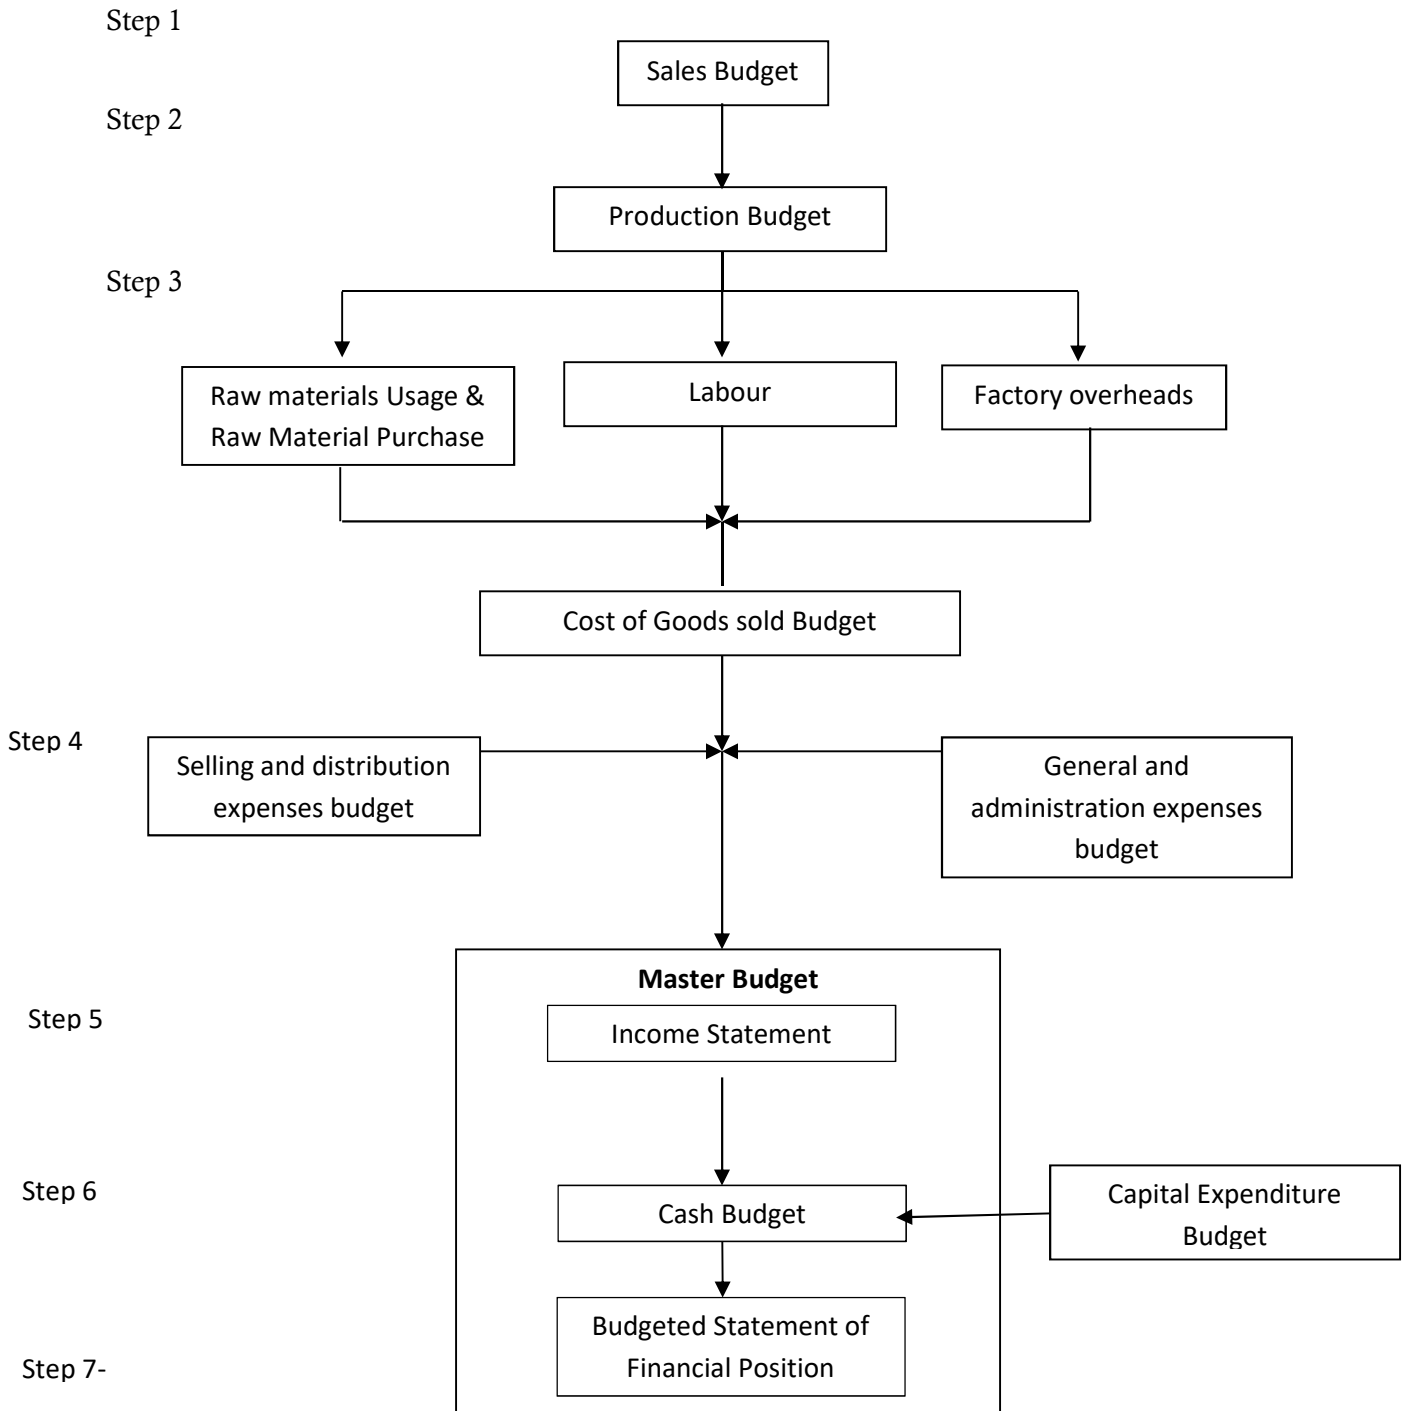 Step 1
Sales Budget
Step 2
Production Budget
Step 3
Raw materials Usage &
Raw Material Purchase
Labour
Factory overheads
Cost of Goods sold Budget
Step 4
Selling and distribution
expenses budget
General and
administration expenses
budget
Master Budget
Step 5
Income Statement
Step 6
Cash Budget
Capital Expenditure
Budget
Budgeted Statement of
Financial Position
Step 7-